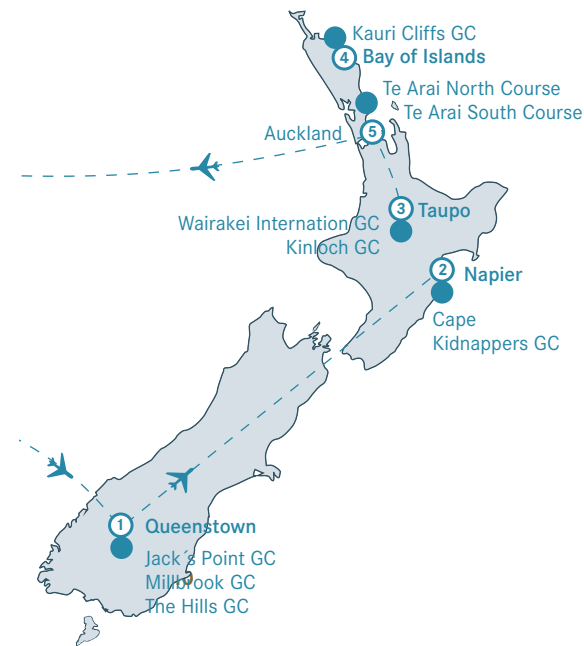 Kauri Cliffs GC
4 Bay of Islands
Te Arai North Course
Te Arai South Course
Auckland 5
3 Taupo
Wairakei Internation GC
Kinloch GC
2 Napier
Cape
Kidnappers GC
1 Queenstown
Jack´s Point GC
Millbrook GC
The Hills GC